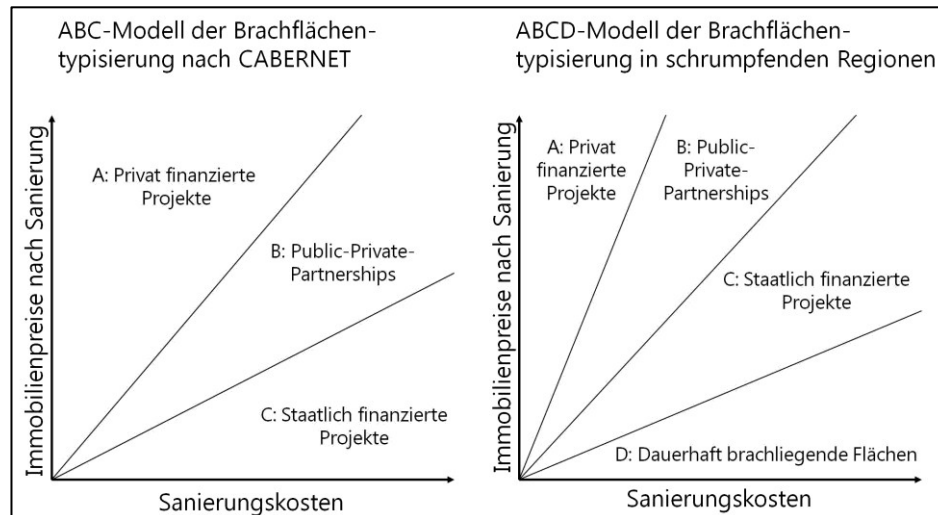 ABC-Modell der Brachflächen-
typisierung nach CABERNET
Immobilienpreise nach Sanierung
A: Privat finanzierte
Projekte
B: Public-Private-
Partnerships
C: Staatlich finanzierte
Projekte
Sanierungskosten
ABCD-Modell der Brachflächen-
typisierung in schrumpfenden Regionen
Immobilienpreise nach Sanierung
A: Privat
finanzierte
Projekte
B: Public-
Private-
Partnerships
C: Staatlich finanzierte
Projekte
D: Dauerhaft brachliegende Flächen
Sanierungskosten